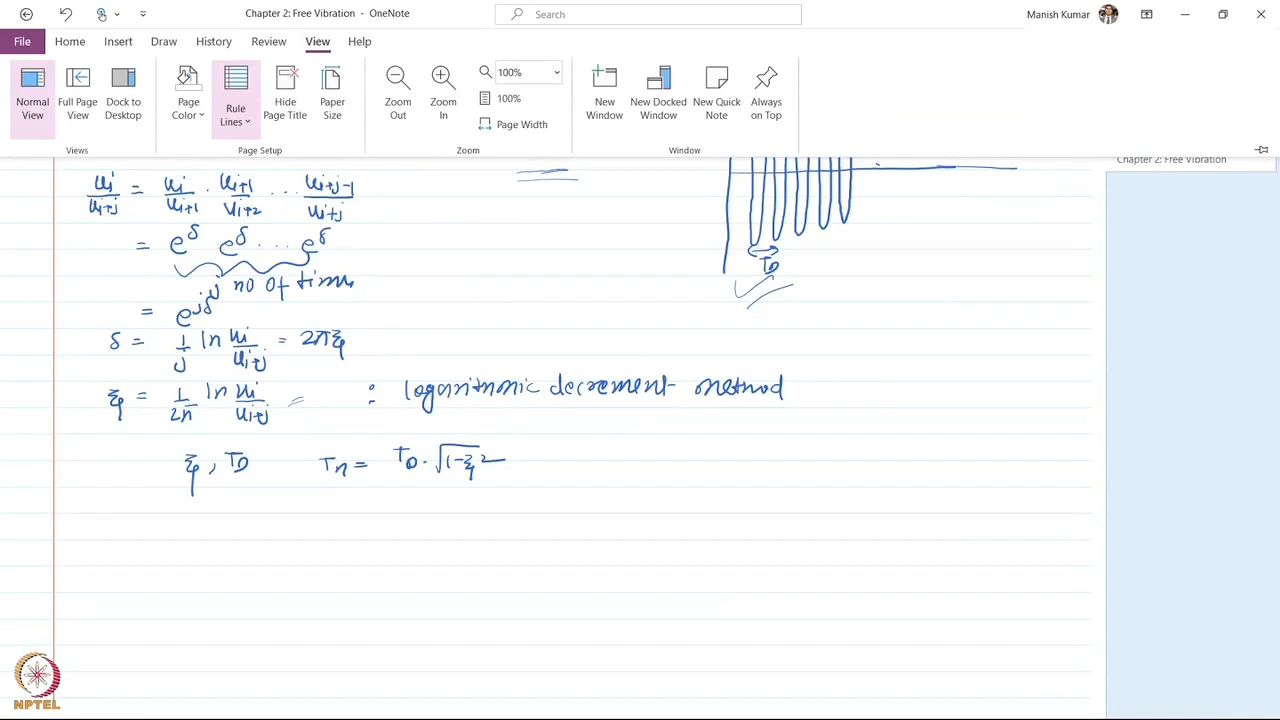 Chapter 2: Free Vibration - OneNote
Search
Manish Kumar
File Home Insert Draw History Review View Help
Normal View
Full Page View
Dock to Desktop
Views
Page Color
Rule Lines
Hide Page Title
Paper Size
Page Setup
Zoom Out
Zoom In
100%
100%
Page Width
Zoom
New Window
New Docked Window
New Quick Note
Always on Top
Window
Chapter 2: Free Vibration
ui/ui+j = ui/ui+1 · ui+1/ui+2 ... ui+j-1/ui+j
= e^δ e^δ ... e^δ
j no of times
= e^jδ
δ = 1/j ln ui/ui+j = 2πξ
ξ = 1/2π ln ui/ui+j = : logarithmic decrement method
ξ, TD Tn = TD · √1-ξ²
TD
NPTEL